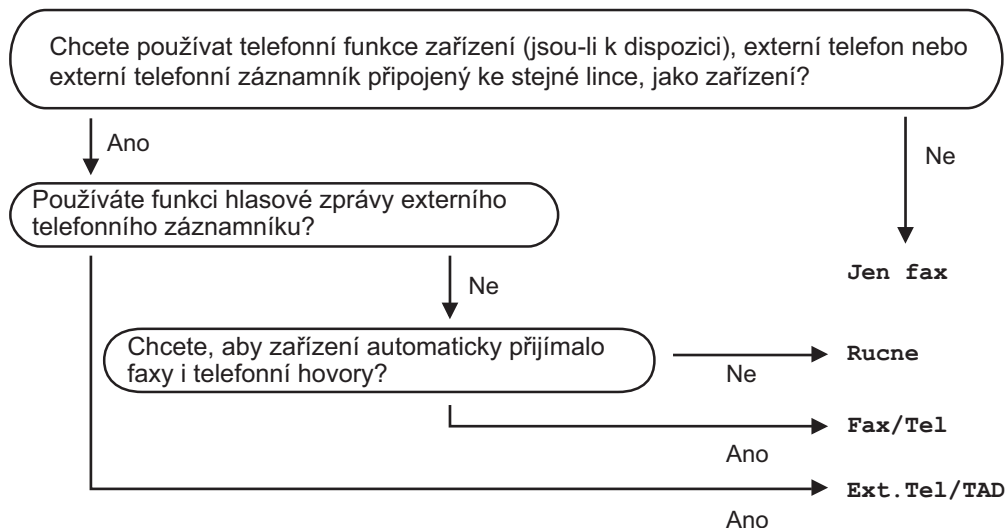 Chcete používat telefonní funkce zařízení (jsou-li k dispozici), externí telefon nebo
externí telefonní záznamník připojený ke stejné lince, jako zařízení?
Ano
Ne
Používáte funkci hlasové zprávy externího
telefonního záznamníku?
Jen fax
Ne
Chcete, aby zařízení automaticky přijímalo
faxy i telefonní hovory?
Ne
Rucne
Fax/Tel
Ano
Ext.Tel/TAD
Ano